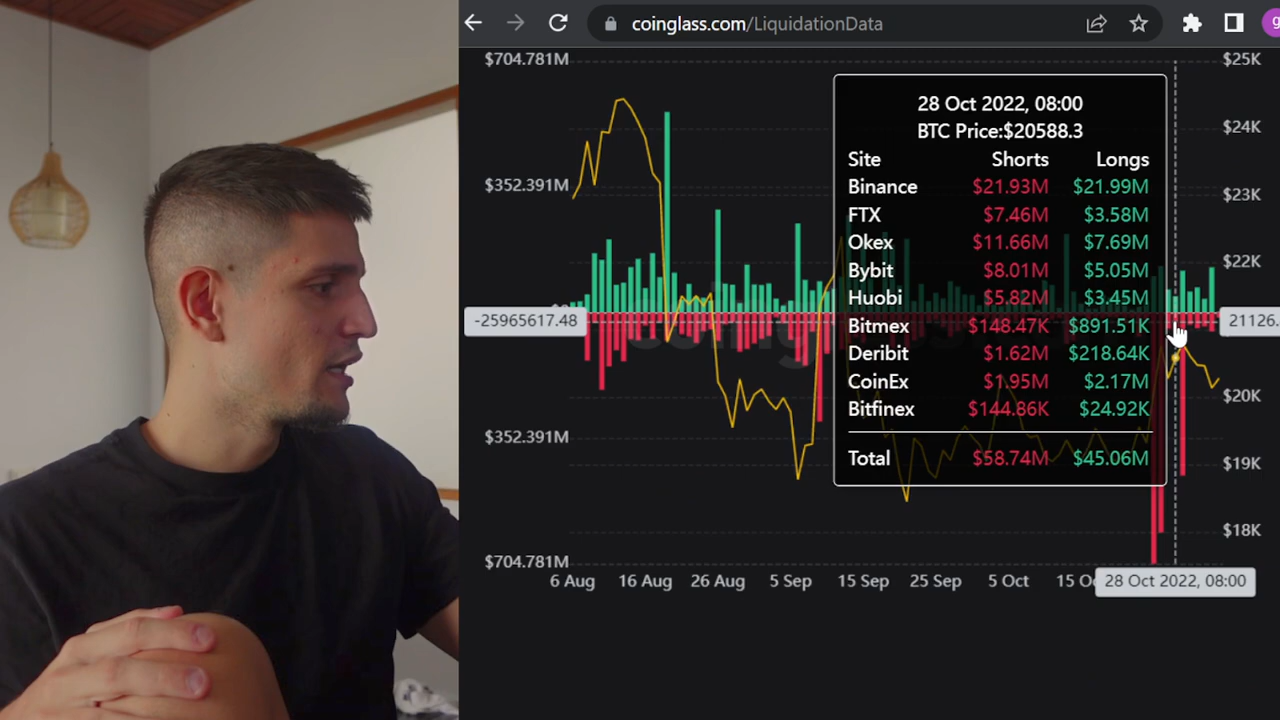 coinglass.com/LiquidationData
$704.781M
$352.391M
-25965617.48
$352.391M
$704.781M
28 Oct 2022, 08:00
BTC Price:$20588.3
Site Shorts Longs
Binance $21.93M $21.99M
FTX $7.46M $3.58M
Okex $11.66M $7.69M
Bybit $8.01M $5.05M
Huobi $5.82M $3.45M
Bitmex $148.47K $891.51K
Deribit $1.62M $218.64K
CoinEx $1.95M $2.17M
Bitfinex $144.86K $24.92K
Total $58.74M $45.06M
$25K
$24K
$23K
$22K
21126.
$20K
$19K
$18K
6 Aug 16 Aug 26 Aug 5 Sep 15 Sep 25 Sep 5 Oct 15 Oc 28 Oct 2022, 08:00